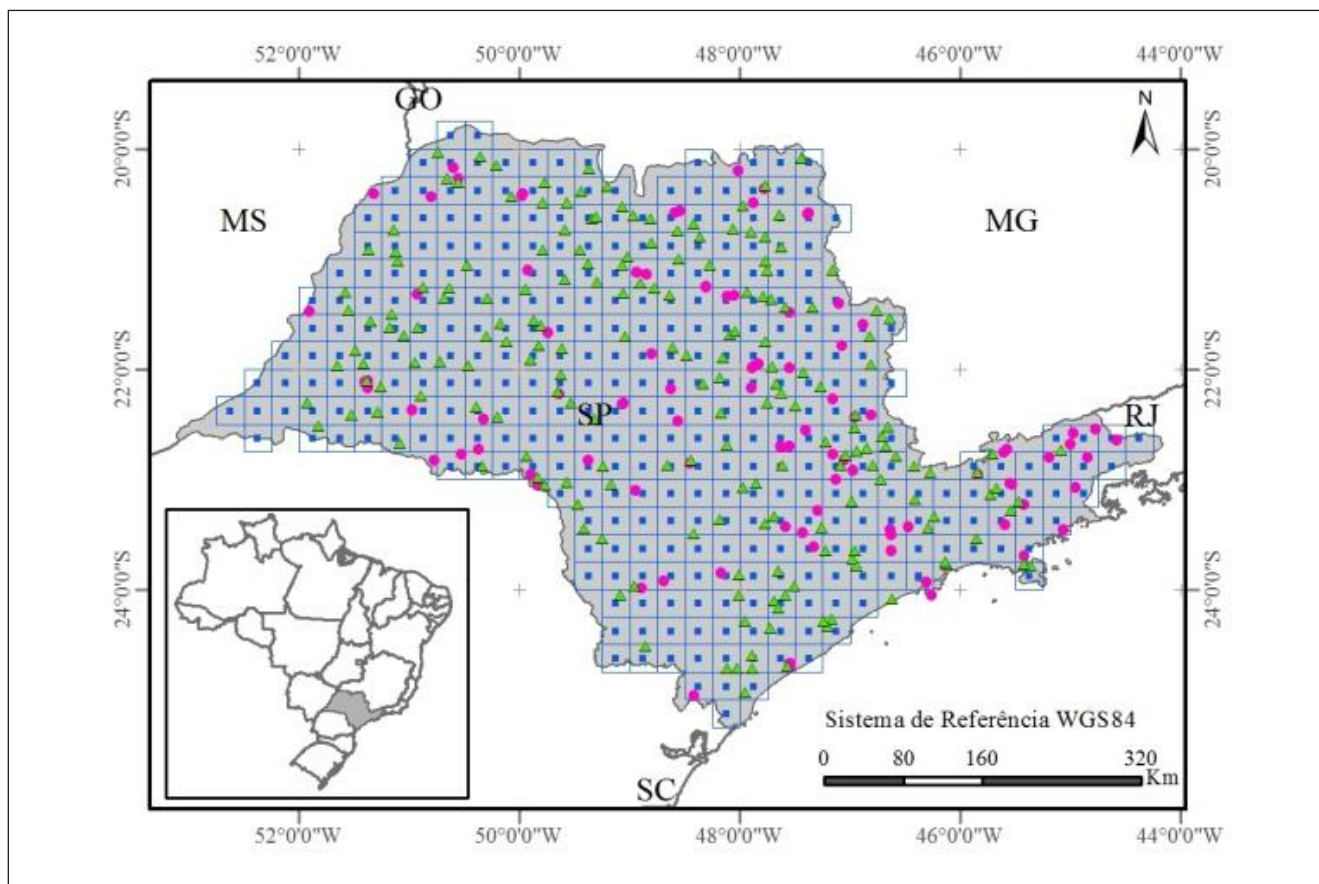 52°0'0"W 50°0'0"W 48°0'0"W 46°0'0"W 44°0'0"W
GO
N
20°0'0"S 20°0'0"S
MS MG
22°0'0"S 22°0'0"S
SP RJ
24°0'0"S 24°0'0"S
Sistema de Referência WGS84
0 80 160 320
Km
SC
52°0'0"W 50°0'0"W 48°0'0"W 46°0'0"W 44°0'0"W